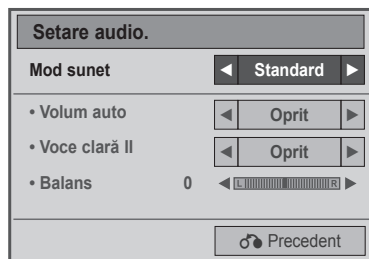 Setare audio.
Mod sunet ◀ Standard ▶
• Volum auto ◀ Oprit ▶
• Voce clară II ◀ Oprit ▶
• Balans 0 ◀ L R ▶
Precedent